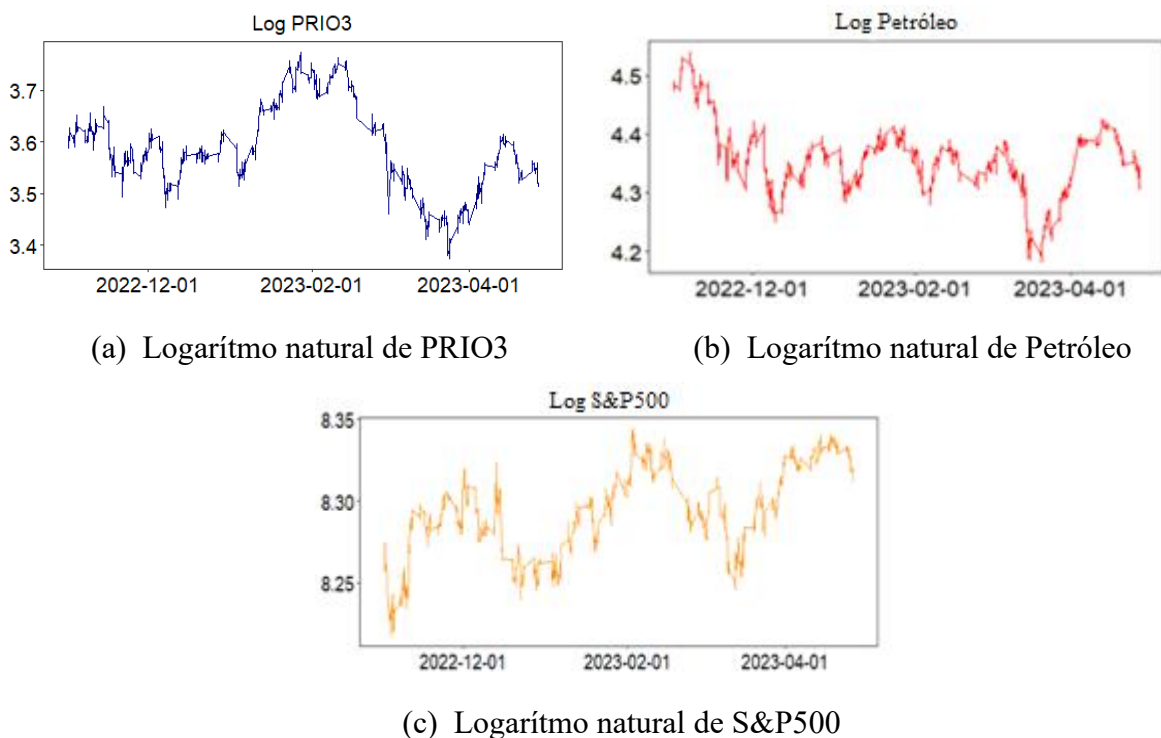 Log PRIO3
3.7
3.6
3.5
3.4
2022-12-01 2023-02-01 2023-04-01
(a) Logarítmo natural de PRIO3
Log Petróleo
4.5
4.4
4.3
4.2
2022-12-01 2023-02-01 2023-04-01
(b) Logarítmo natural de Petróleo
Log S&P500
8.35
8.30
8.25
2022-12-01 2023-02-01 2023-04-01
(c) Logarítmo natural de S&P500